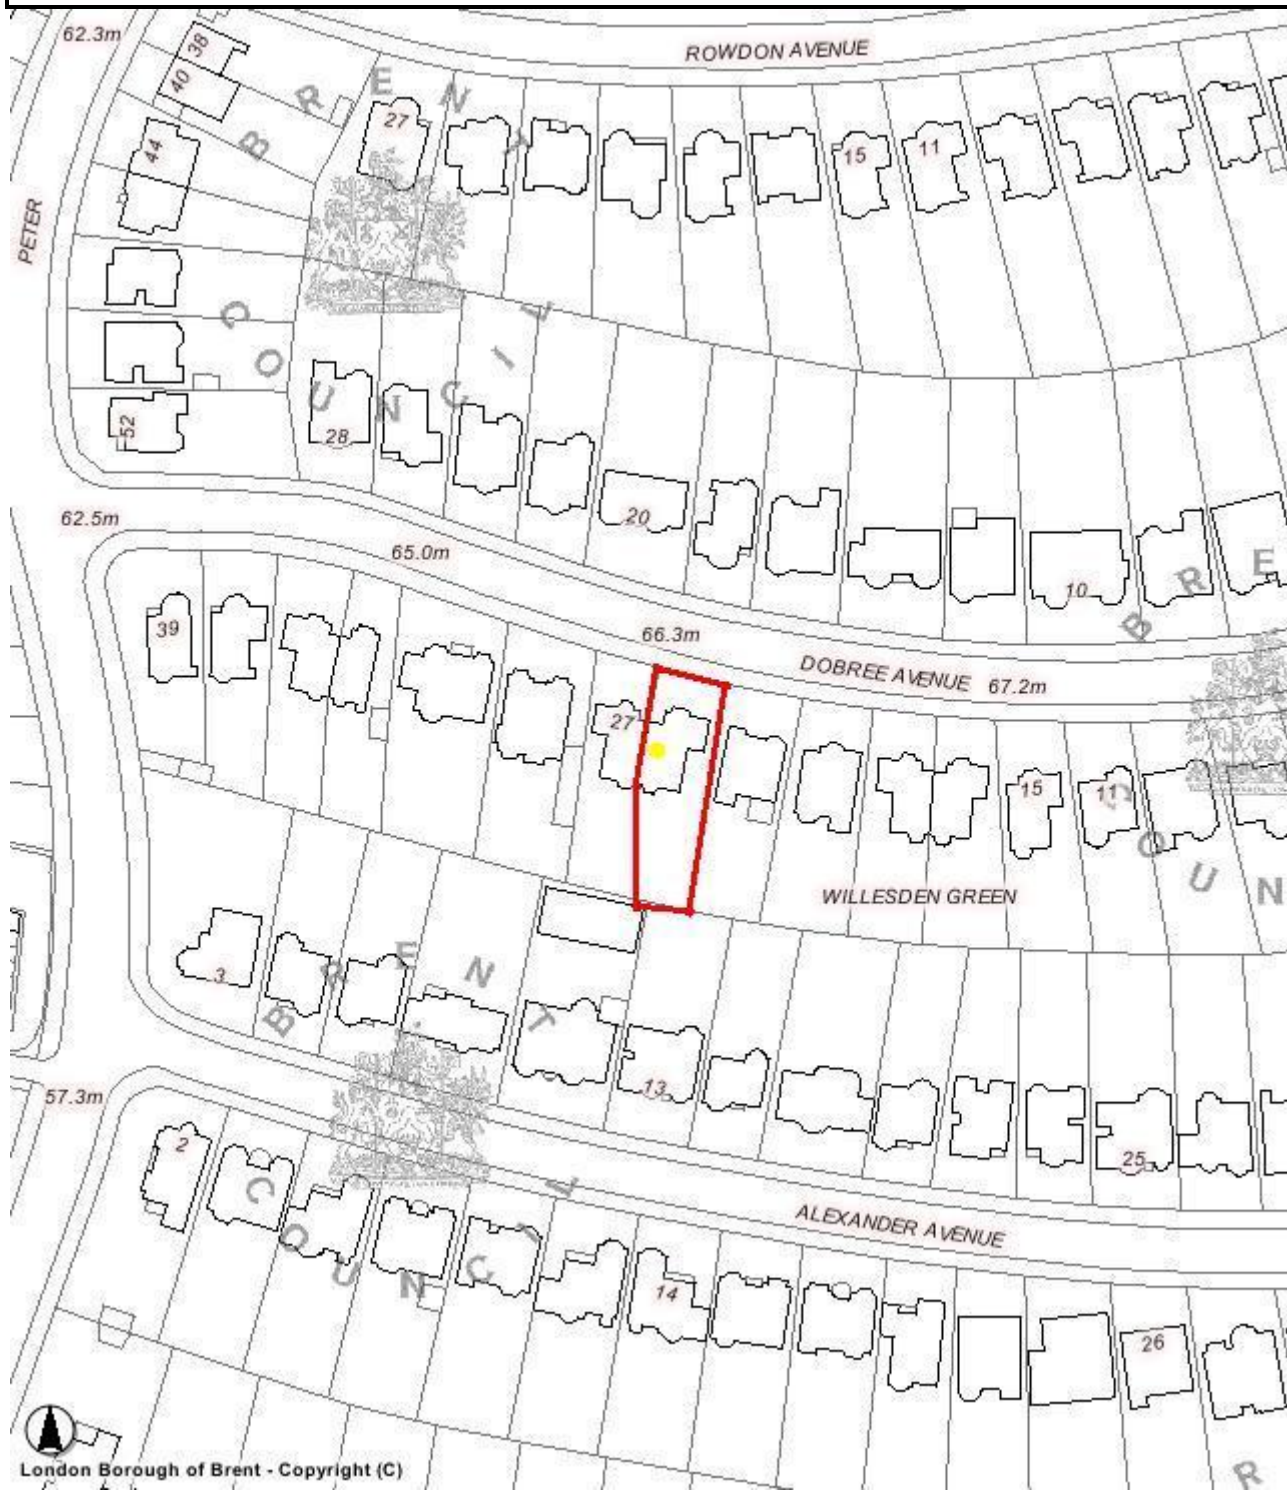 62.3m
38
ROWDON AVENUE
40
27
44
15
11
PETER
BRENT
COUNCIL
52
28
20
10
BRE
62.5m
65.0m
39
66.3m
DOBREE AVENUE 67.2m
27
15
11
COUN
WILLESDEN GREEN
3
BRENT
13
57.3m
2
25
COUNCIL
ALEXANDER AVENUE
14
26
R
London Borough of Brent - Copyright (C)